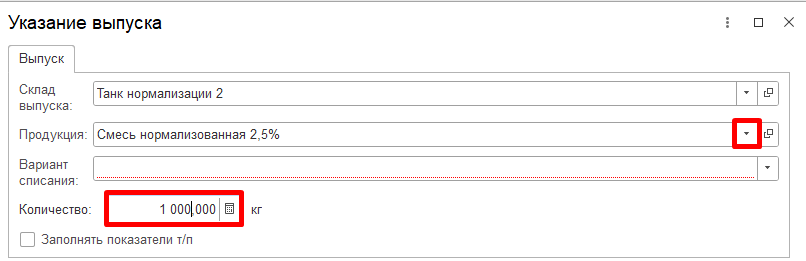 Указание выпуска
Выпуск
Склад выпуска: Танк нормализации 2
Продукция: Смесь нормализованная 2,5%
Вариант списания:
Количество: 1 000,000 кг
Заполнять показатели т/п